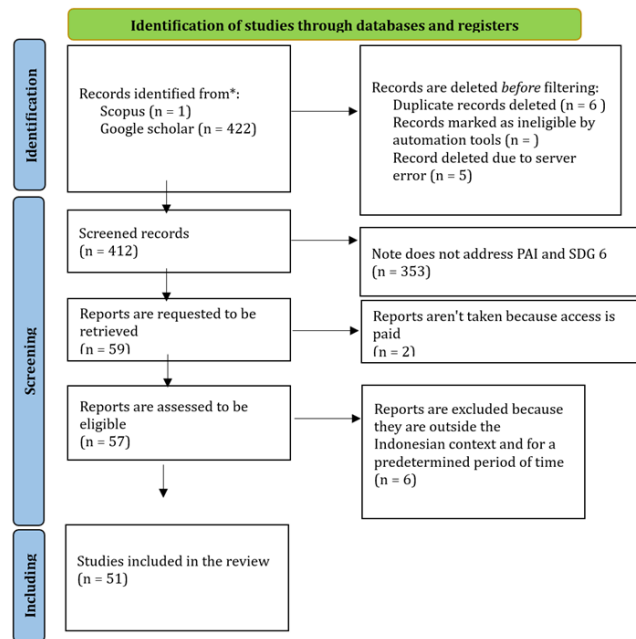 Identification of studies through databases and registers
Identification
Records identified from*:
Scopus (n = 1)
Google scholar (n = 422)
Records are deleted before filtering:
Duplicate records deleted (n = 6 )
Records marked as ineligible by
automation tools (n = )
Record deleted due to server
error (n = 5)
Screening
Screened records
(n = 412)
Note does not address PAI and SDG 6
(n = 353)
Reports are requested to be
retrieved
(n = 59)
Reports aren't taken because access is
paid
(n = 2)
Reports are assessed to be
eligible
(n = 57)
Reports are excluded because
they are outside the
Indonesian context and for a
predetermined period of time
(n = 6)
Including
Studies included in the review
(n = 51)